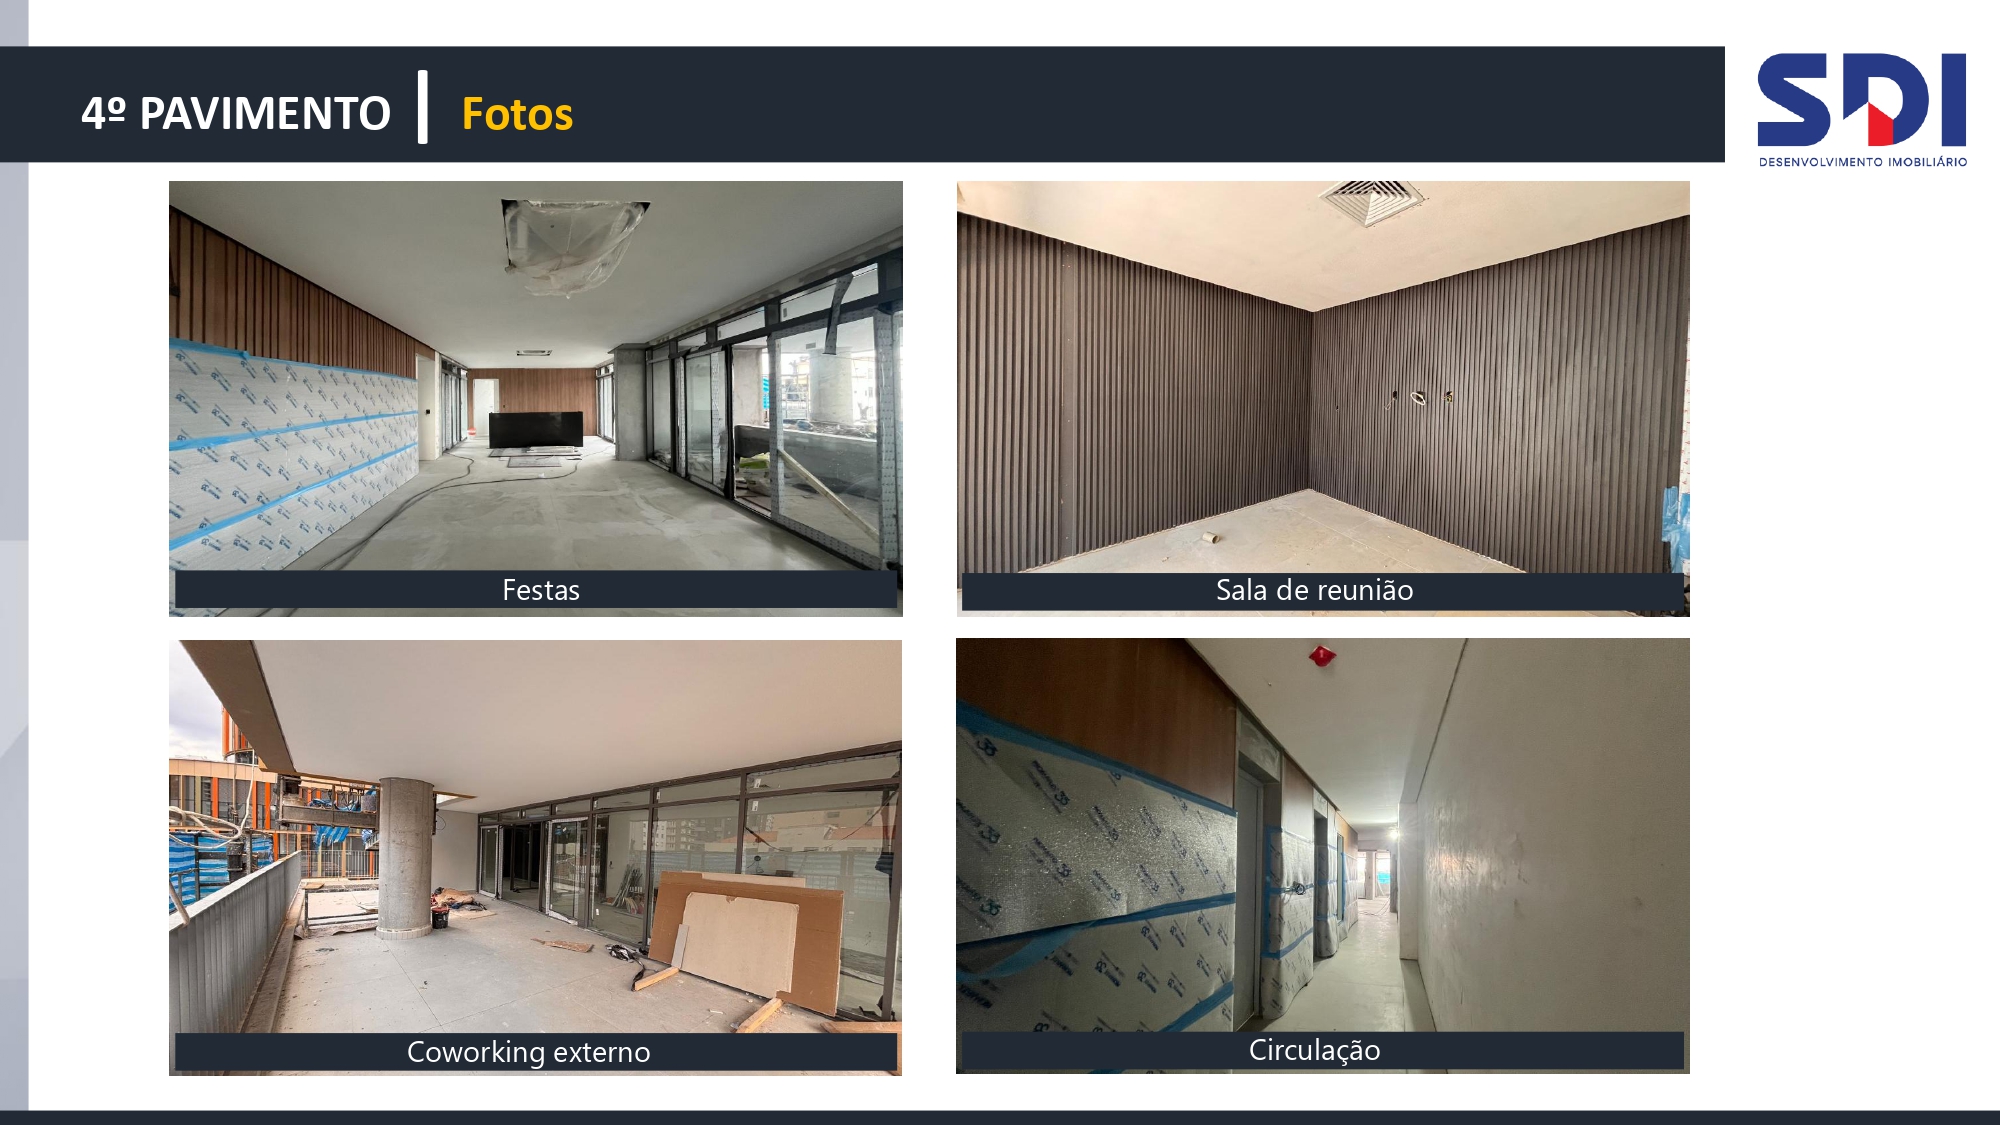 4º PAVIMENTO
Fotos
SDI
DESENVOLVIMENTO IMOBILIÁRIO
Festas
Sala de reunião
Coworking externo
Circulação